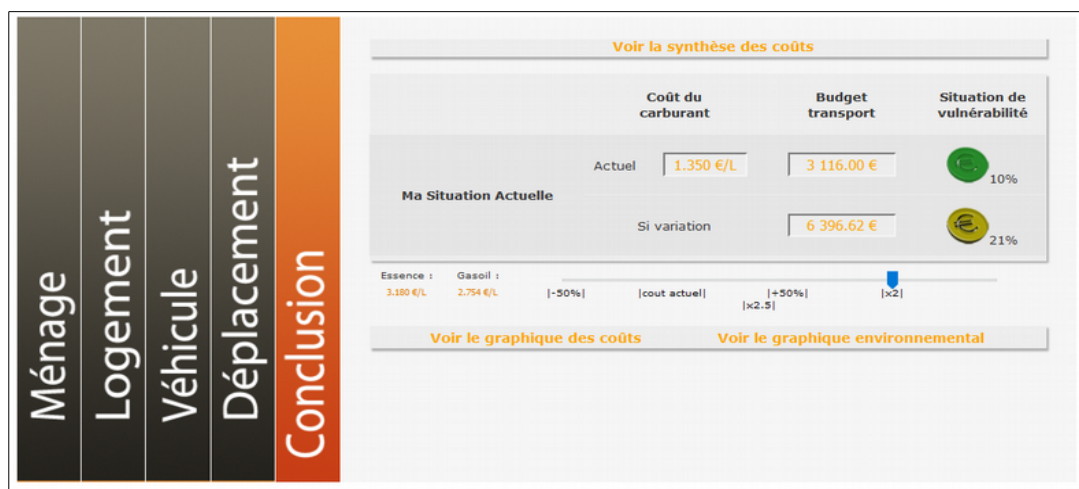 Ménage
Logement
Véhicule
Déplacement
Conclusion
Voir la synthèse des coûts
Coût du carburant
Budget transport
Situation de vulnérabilité
Ma Situation Actuelle
Actuel 1.350 €/L 3 116.00 € 10%
Si variation 6 396.62 € 21%
Essence : Gasoil :
3.180 €/L 2.754 €/L |-50%| |cout actuel| |+50%| |x2|
|x2.5|
Voir le graphique des coûts Voir le graphique environnemental